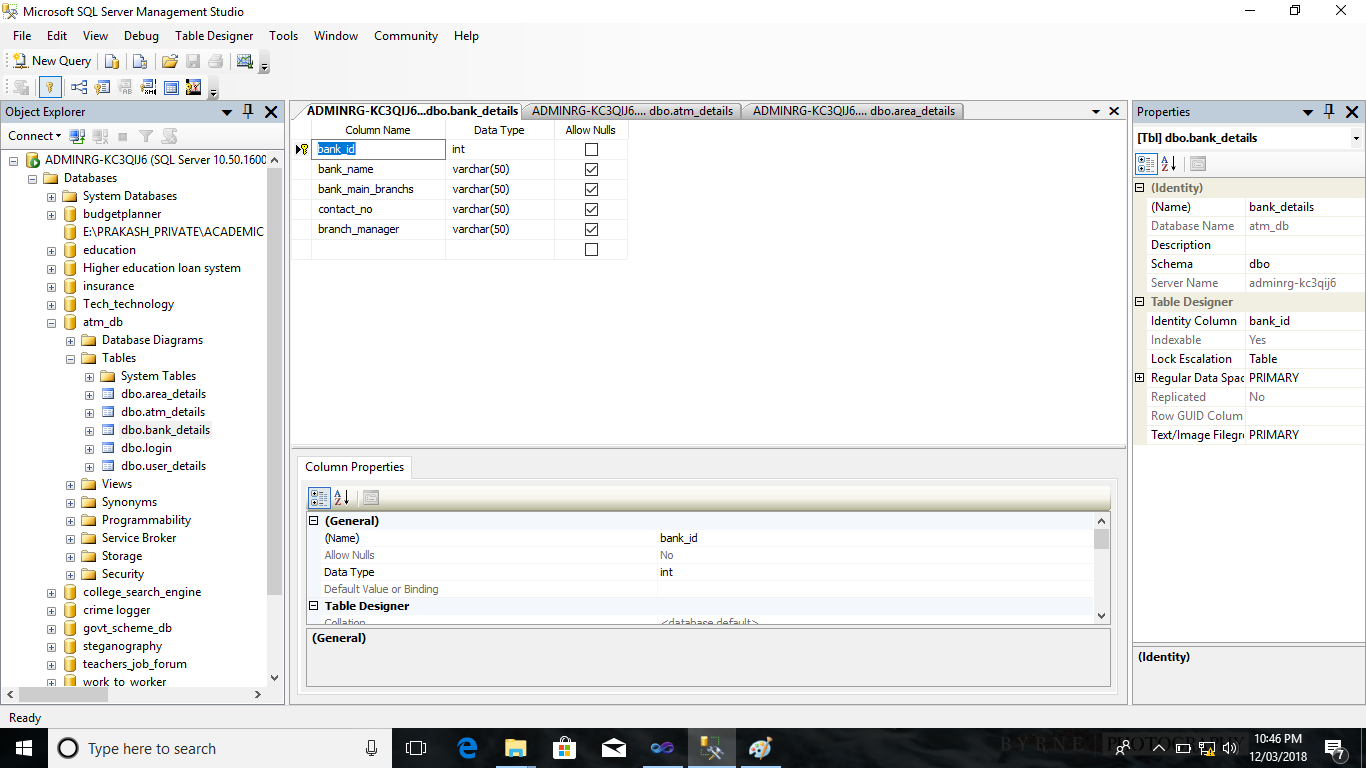 Microsoft SQL Server Management Studio
File Edit View Debug Table Designer Tools Window Community Help
New Query
Object Explorer
Connect
ADMINRG-KC3QIJ6 (SQL Server 10.50.1600
Databases
System Databases
budgetplanner
E:\PRAKASH_PRIVATE\ACADEMIC
education
Higher education loan system
insurance
Tech_technology
atm_db
Database Diagrams
Tables
System Tables
dbo.area_details
dbo.atm_details
dbo.bank_details
dbo.login
dbo.user_details
Views
Synonyms
Programmability
Service Broker
Storage
Security
college_search_engine
crime logger
govt_scheme_db
steganography
teachers_job_forum
work_to_worker
ADMINRG-KC3QIJ6...dbo.bank_details ADMINRG-KC3QIJ6.... dbo.atm_details ADMINRG-KC3QIJ6.... dbo.area_details
Column Name Data Type Allow Nulls
bank_id int
bank_name varchar(50)
bank_main_branchs varchar(50)
contact_no varchar(50)
branch_manager varchar(50)
Column Properties
(General)
(Name) bank_id
Allow Nulls No
Data Type int
Default Value or Binding
Table Designer
Collation <database default>
(General)
Properties
[Tbl] dbo.bank_details
(Identity)
(Name) bank_details
Database Name atm_db
Description
Schema dbo
Server Name adminrg-kc3qij6
Table Designer
Identity Column bank_id
Indexable Yes
Lock Escalation Table
Regular Data Spac PRIMARY
Replicated No
Row GUID Colum
Text/Image Filegr PRIMARY
(Identity)
Ready
Type here to search
BYRNE PHOTOGRAPHY
10:46 PM
12/03/2018
7